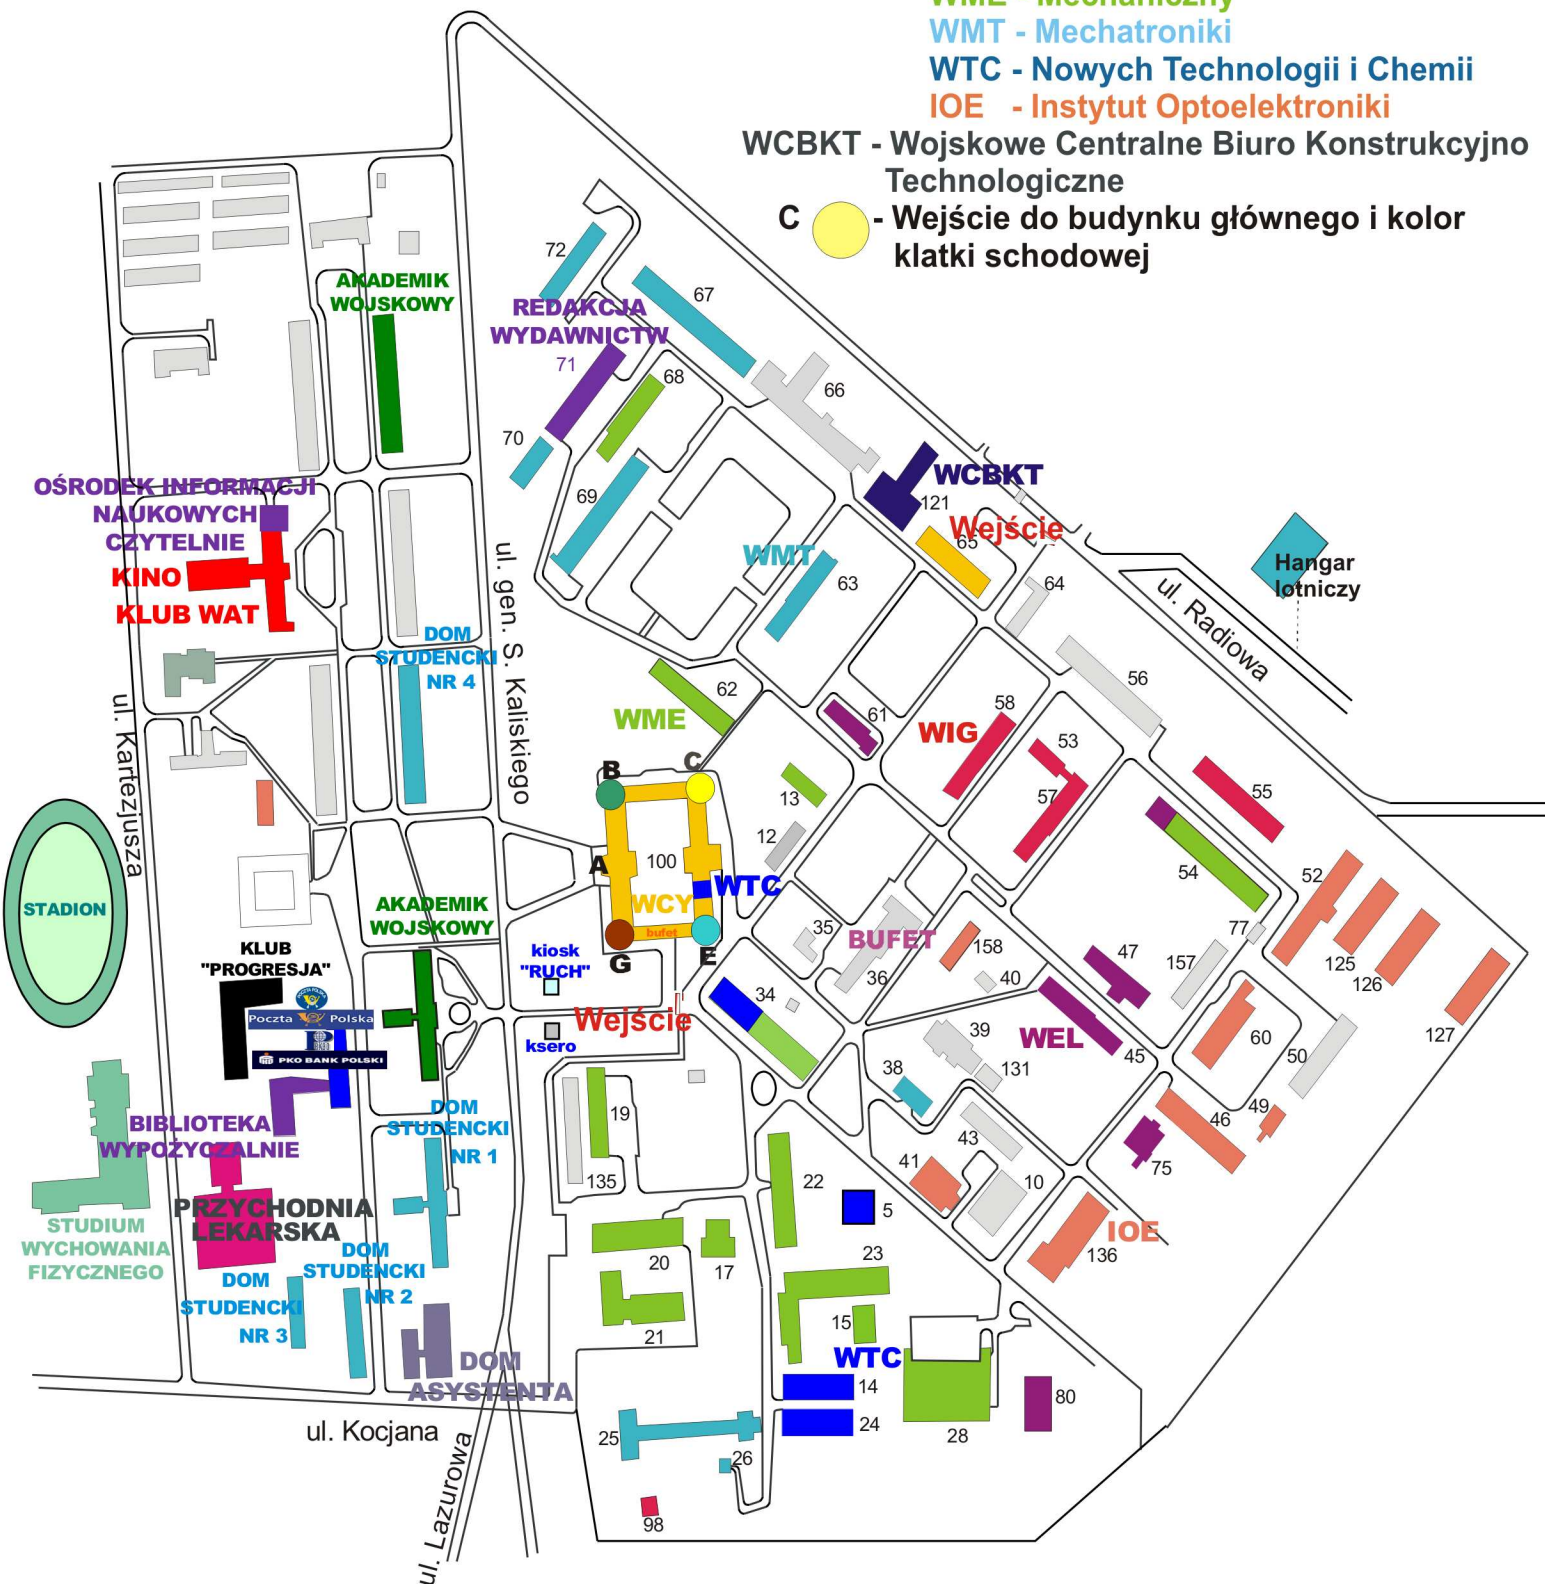 WME - Mechaniczny
WMT - Mechatroniki
WTC - Nowych Technologii i Chemii
IOE - Instytut Optoelektroniki
WCBKT - Wojskowe Centralne Biuro Konstrukcyjno
Technologiczne
C - Wejście do budynku głównego i kolor
klatki schodowej
72
67
AKADEMIK
WOJSKOWY
REDAKCJA
WYDAWNICTW
71
68
66
70
69
OŚRODEK INFORMACJI
NAUKOWYCH
CZYTELNIE
KINO
KLUB WAT
WCBKT
121
Wejście
65
WMT
63
64
Hangar
lotniczy
ul. Radiowa
ul. gen. S. Kaliskiego
DOM
STUDENCKI
NR 4
ul. Kartezjusza
62
WME
61
WIG
58
56
53
57
55
54
B
C
13
12
A
100
WCY
WTC
bufet
G
E
STADION
AKADEMIK
WOJSKOWY
KLUB
"PROGRESJA"
kiosk
"RUCH"
35
BUFET
36
158
40
47
157
77
52
125
126
127
POCZTA POLSKA
Poczta Polska
PKO BANK POLSKI
Wejście
ksero
34
39
WEL
45
60
50
38
131
46
49
75
43
41
10
IOE
136
BIBLIOTEKA
WYPOŻYCZALNIE
DOM
STUDENCKI
NR 1
19
135
22
5
PRZYCHODNIA
LEKARSKA
STUDIUM
WYCHOWANIA
FIZYCZNEGO
DOM
STUDENCKI
NR 2
DOM
STUDENCKI
NR 3
20
17
23
21
15
WTC
14
24
28
80
DOM
ASYSTENTA
ul. Kocjana
ul. Lazurowa
25
26
98